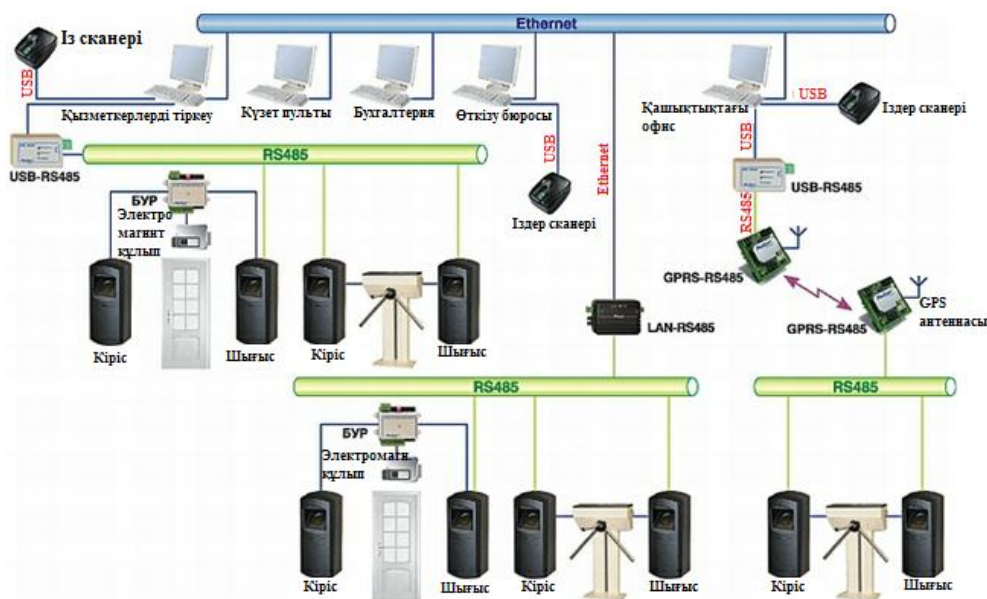 Ethernet
Із сканері
USB
Қызметкерлерді тіркеу
Күзет пульты
Бухгалтерия
Өткізу бюросы
Қашықтықтағы
офис
USB
Іздер сканері
USB-RS485
RS485
USB
Іздер сканері
Ethernet
USB
USB-RS485
RS485
БУР
Электро
магнит
құлып
Кіріс
Шығыс
Кіріс
Шығыс
LAN-RS485
GPRS-RS485
GPRS-RS485
GPS
антеннасы
RS485
RS485
БУР
Электромагн.
құлып
Кіріс
Шығыс
Кіріс
Шығыс
Кіріс
Шығыс